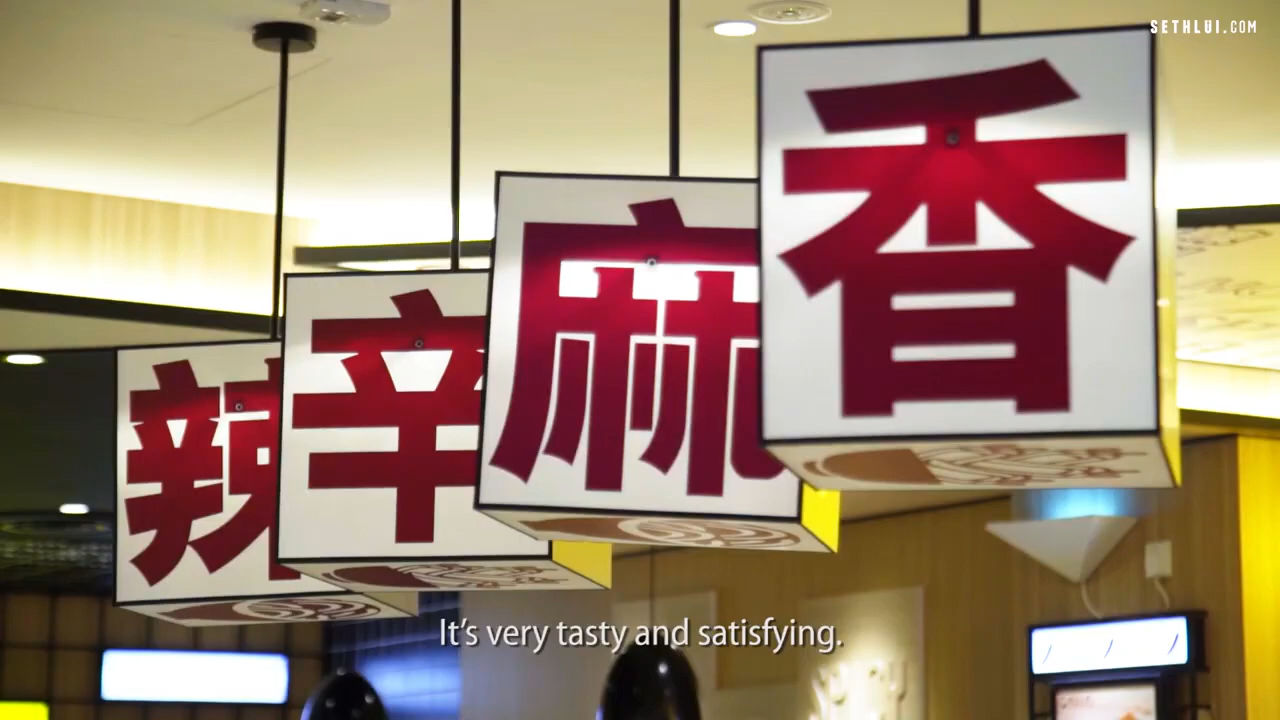 SETHLUI.COM
辣辛麻香
It's very tasty and satisfying.